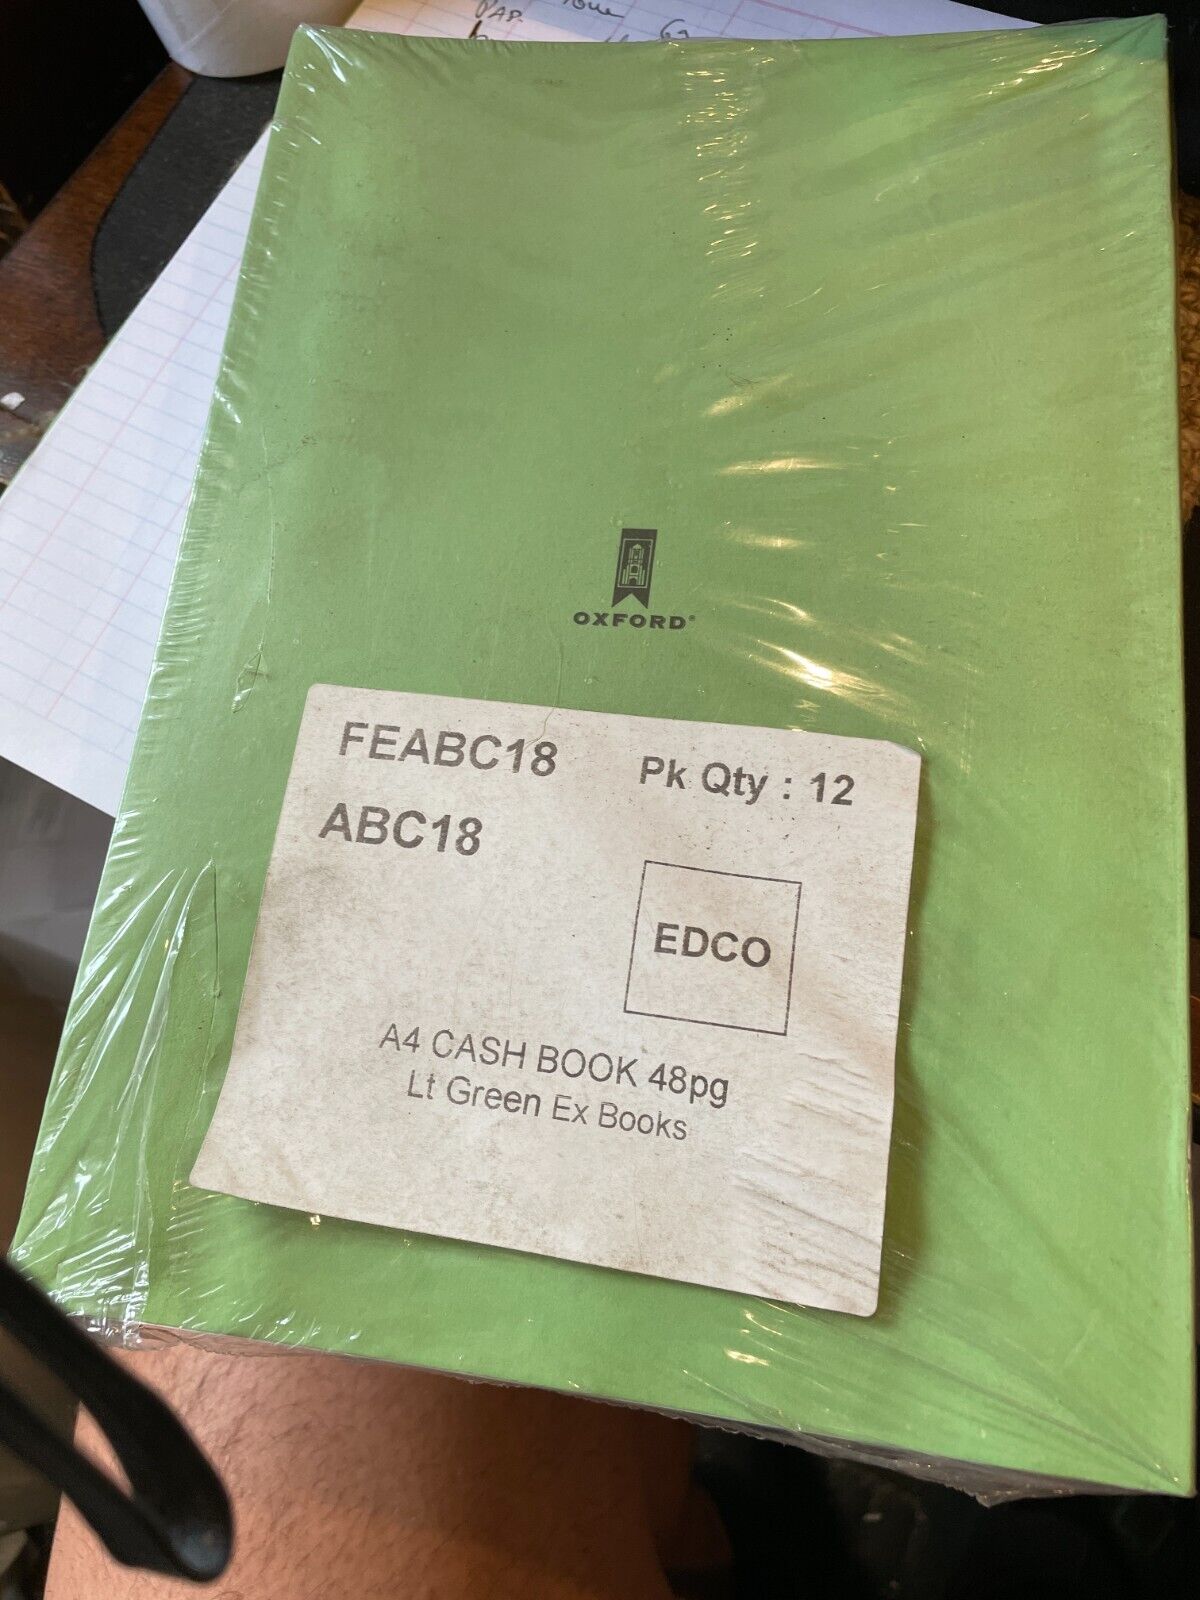 OXFORD®
FEABC18
Pk Qty : 12
ABC18
EDCO
A4 CASH BOOK 48pg
Lt Green Ex Books